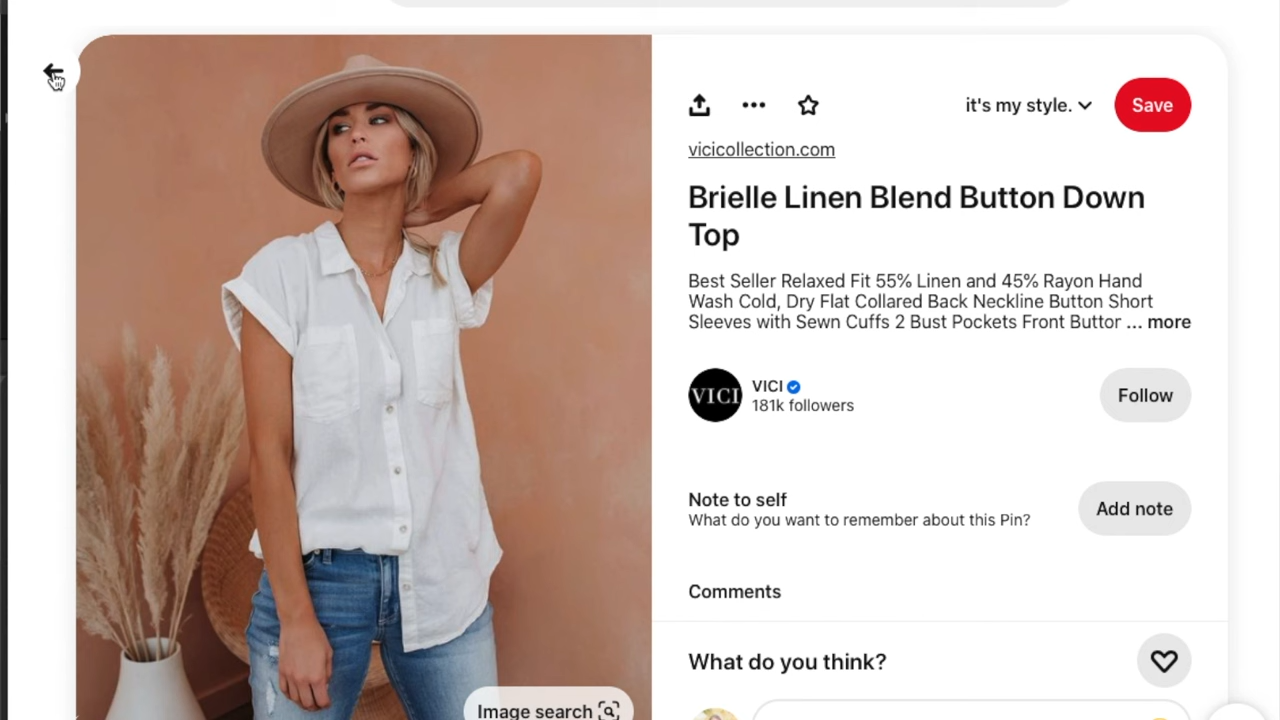 it's my style.
Save
vicicollection.com
Brielle Linen Blend Button Down
Top
Best Seller Relaxed Fit 55% Linen and 45% Rayon Hand
Wash Cold, Dry Flat Collared Back Neckline Button Short
Sleeves with Sewn Cuffs 2 Bust Pockets Front Buttor ... more
VICI
VICI
181k followers
Follow
Note to self
What do you want to remember about this Pin?
Add note
Comments
What do you think?
Image search